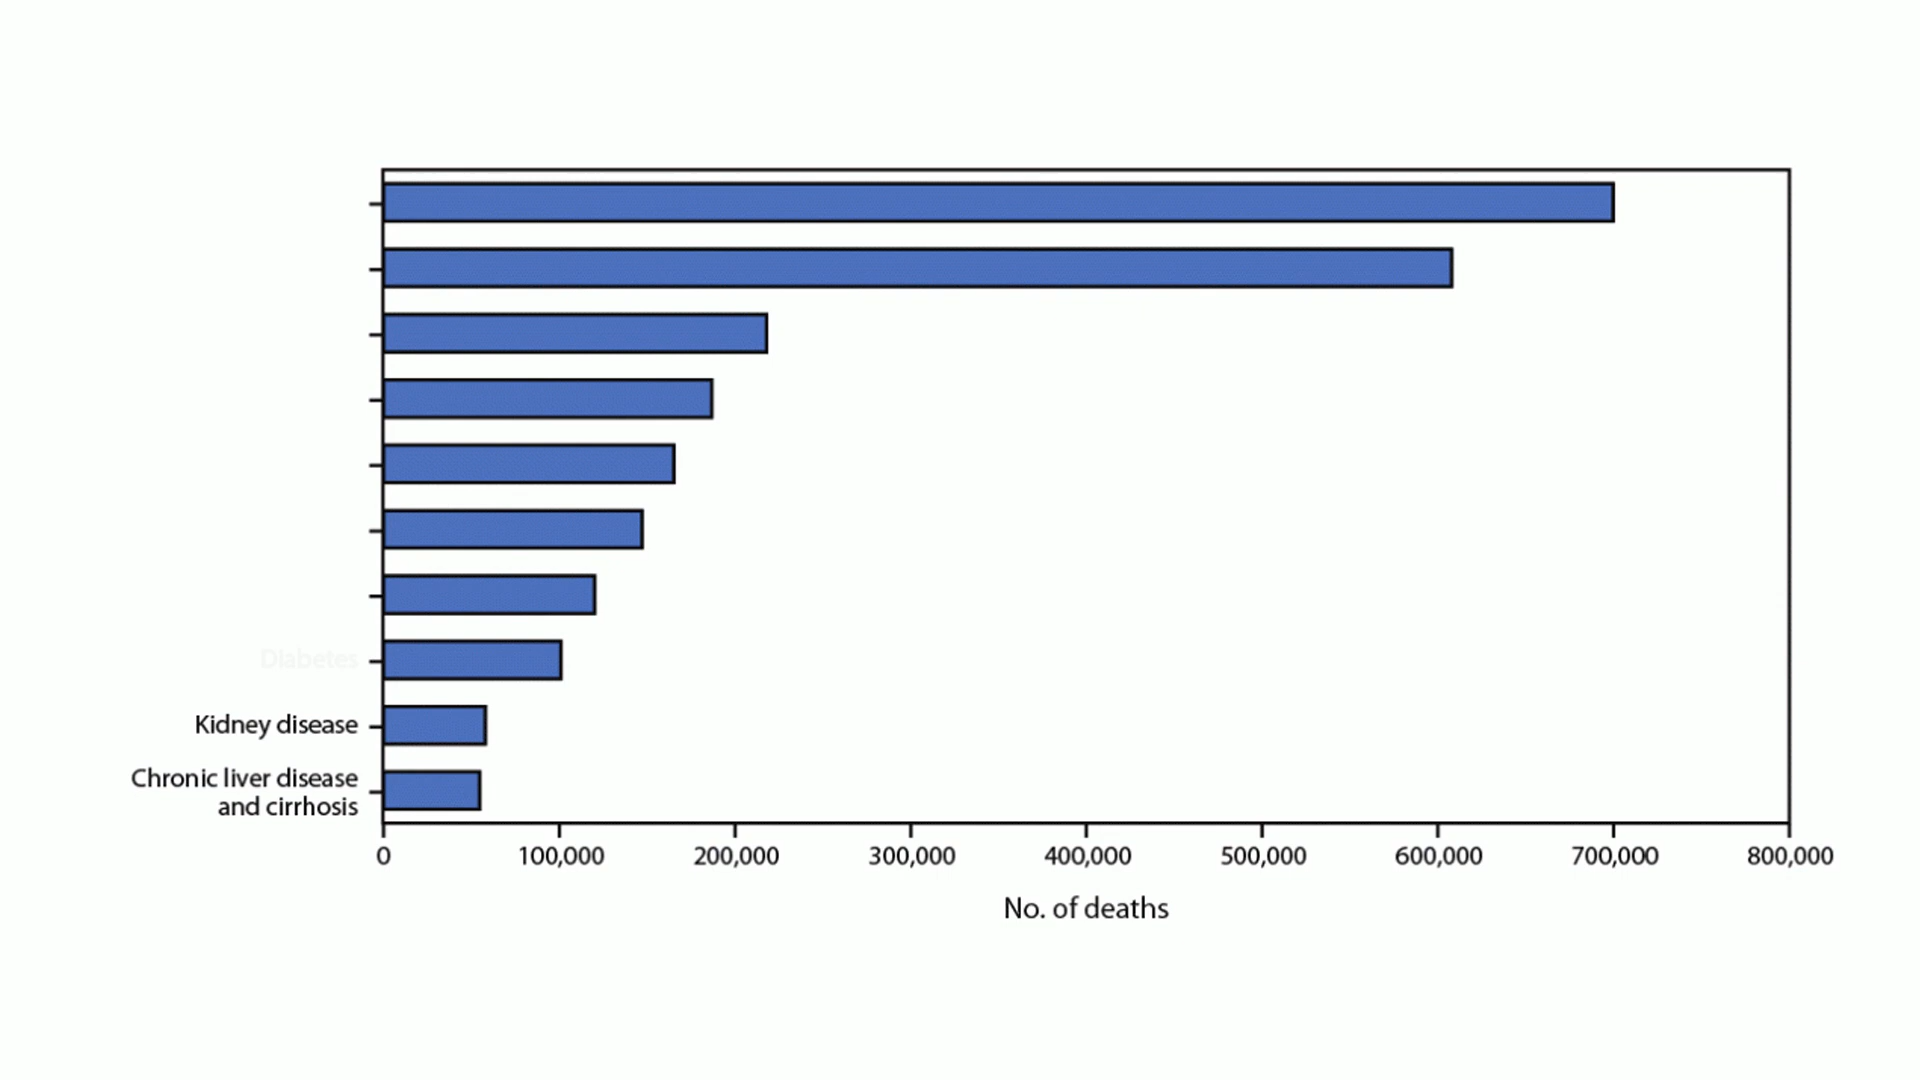 Diabetes
Kidney disease
Chronic liver disease
and cirrhosis
0 100,000 200,000 300,000 400,000 500,000 600,000 700,000 800,000
No. of deaths